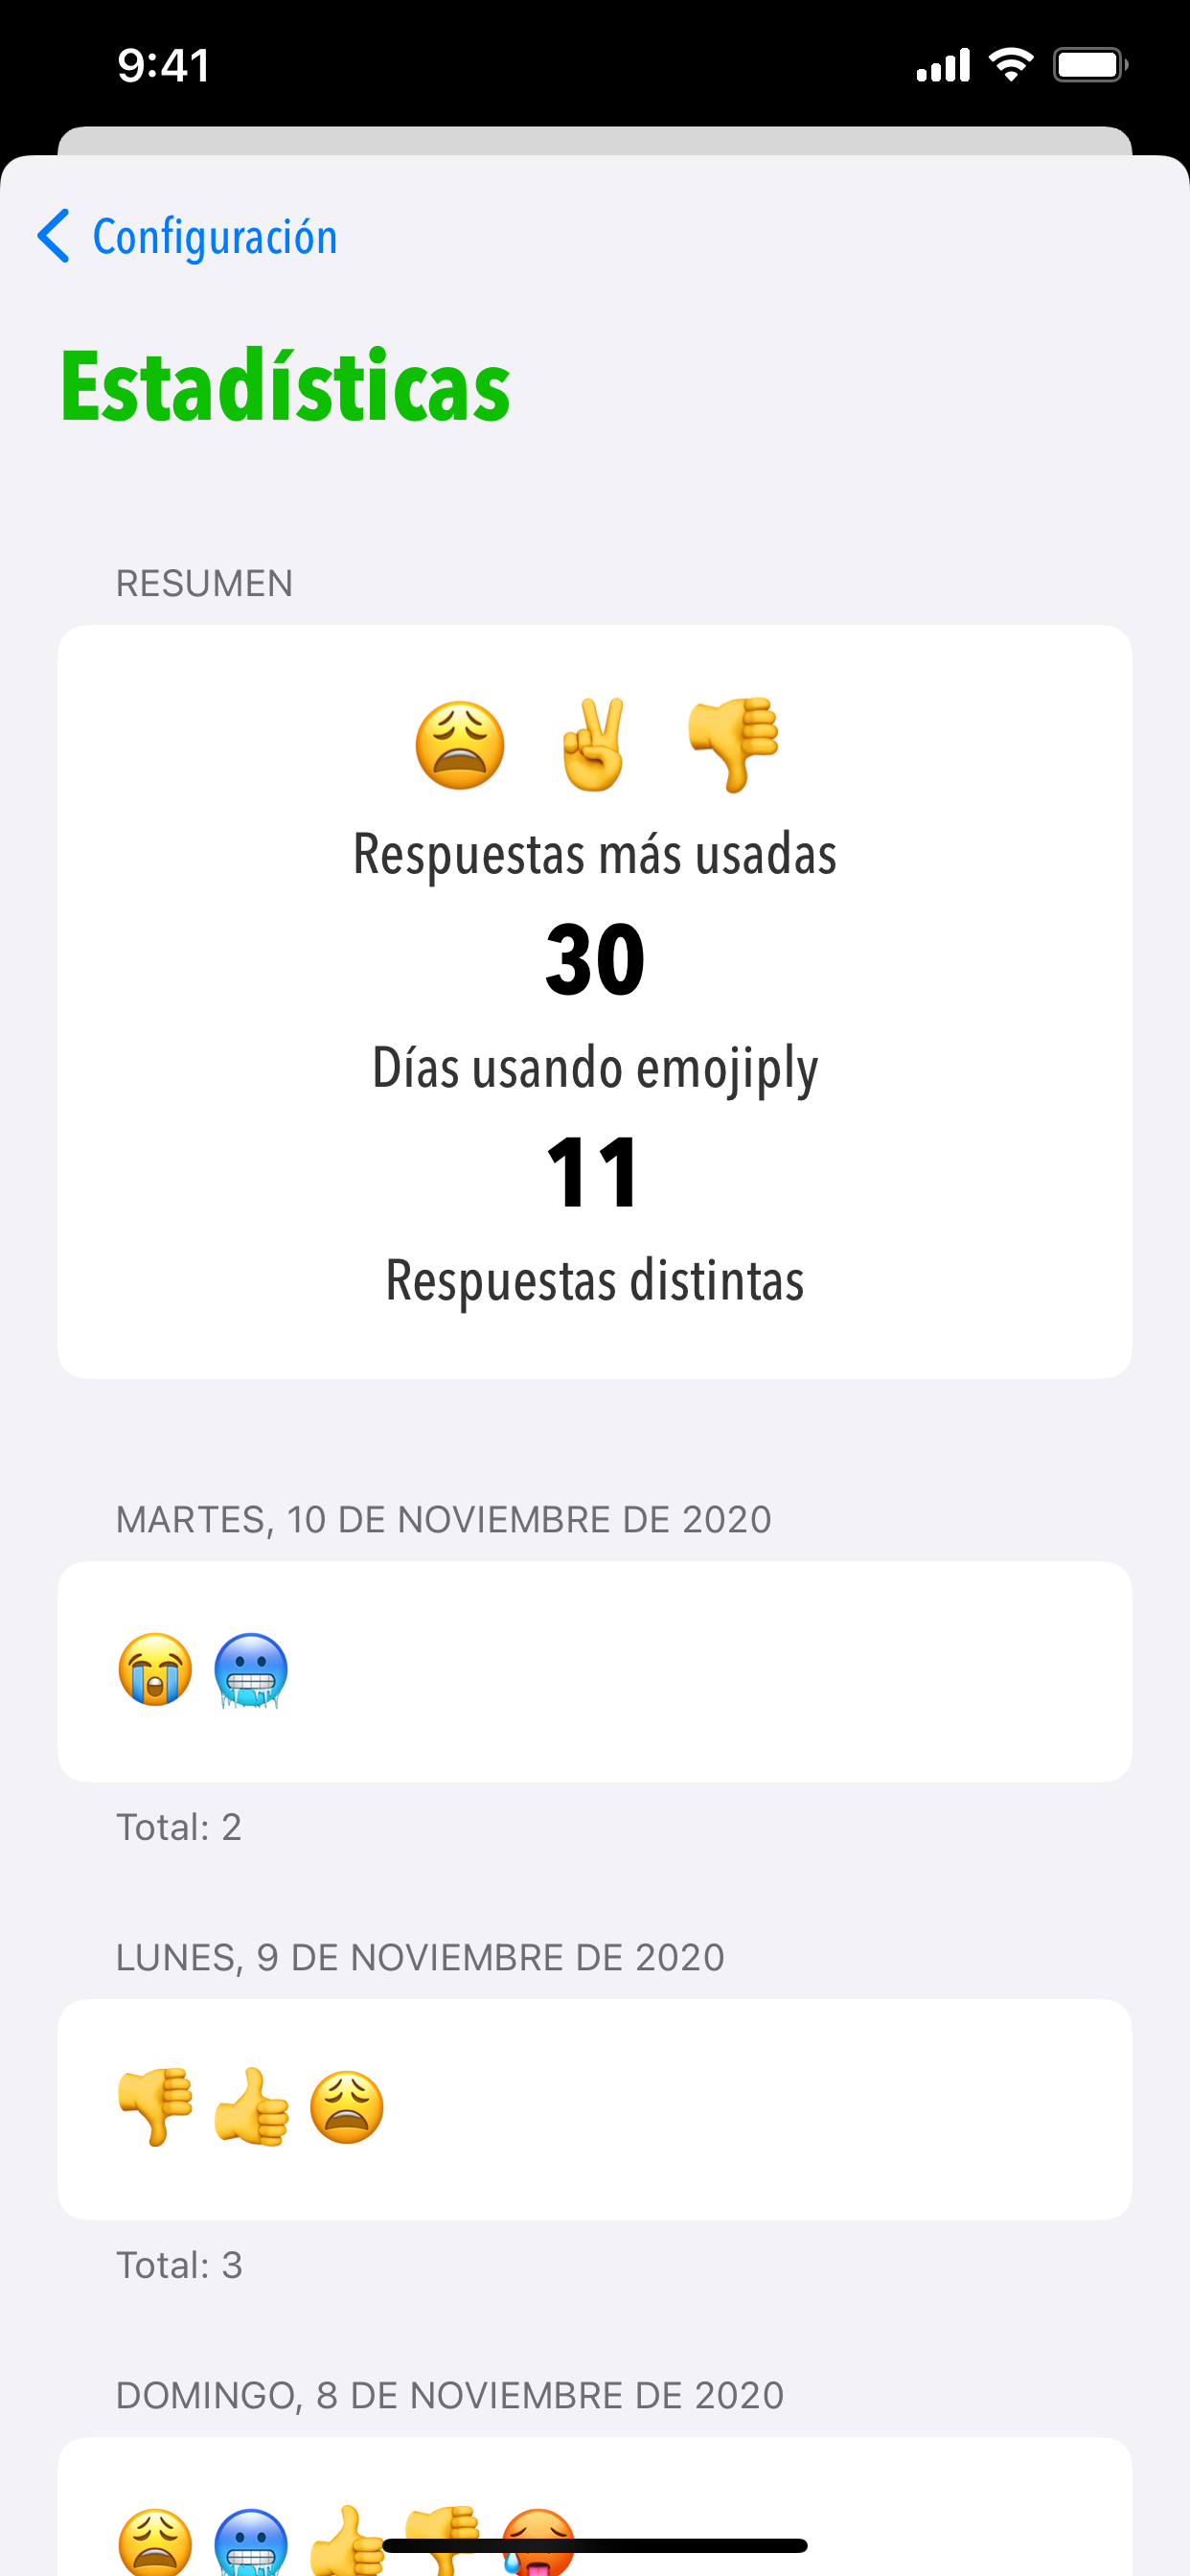 9:41
Configuración
Estadísticas
RESUMEN
😩 ✌️ 👎
Respuestas más usadas
30
Días usando emojiply
11
Respuestas distintas
MARTES, 10 DE NOVIEMBRE DE 2020
😭 🥶
Total: 2
LUNES, 9 DE NOVIEMBRE DE 2020
👎 👍 😩
Total: 3
DOMINGO, 8 DE NOVIEMBRE DE 2020
😩 🥶 👍 👎 🥵